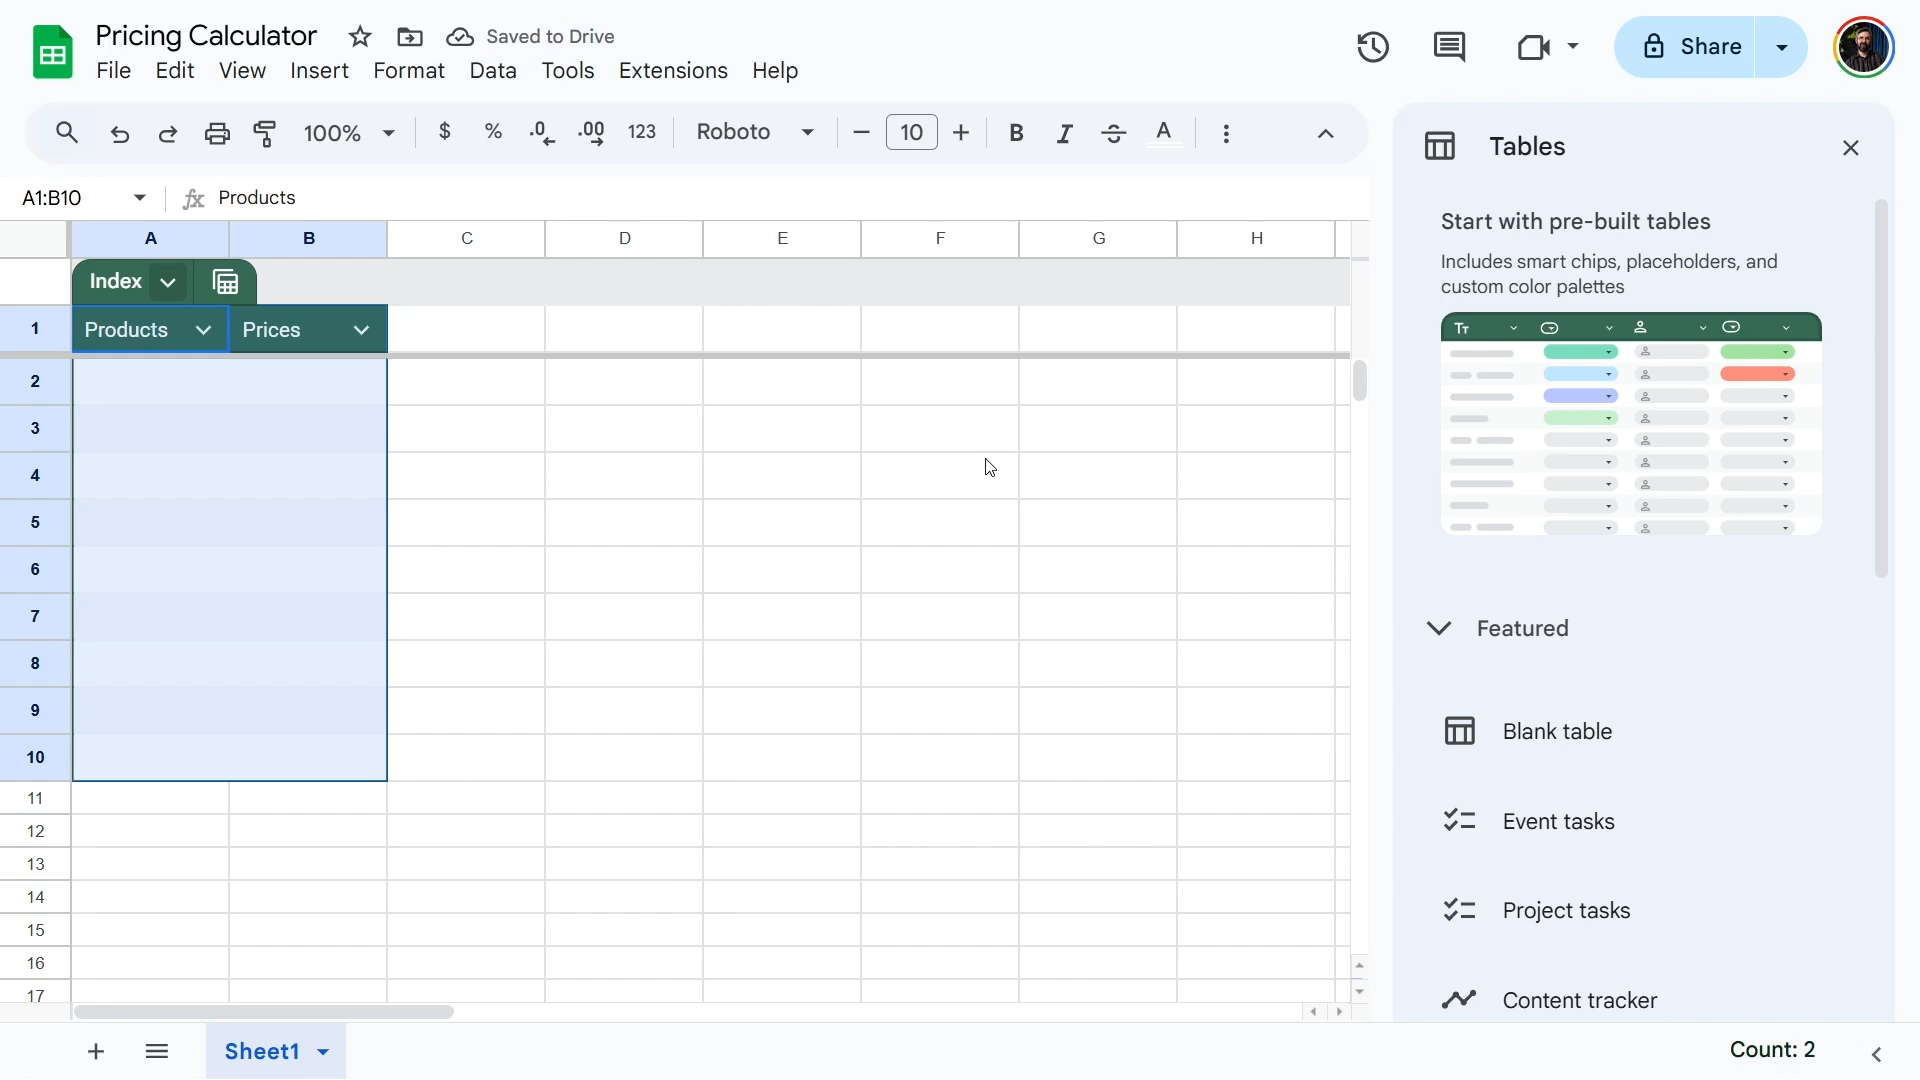 Pricing Calculator
Saved to Drive
File Edit View Insert Format Data Tools Extensions Help
Share
100% $ % .0 .00 123 Roboto 10 B I S A
A1:B10 fx Products
A B C D E F G H
Index
1 Products Prices
2
3
4
5
6
7
8
9
10
11
12
13
14
15
16
17
Sheet1
Count: 2
Tables
Start with pre-built tables
Includes smart chips, placeholders, and
custom color palettes
Tт
Featured
Blank table
Event tasks
Project tasks
Content tracker